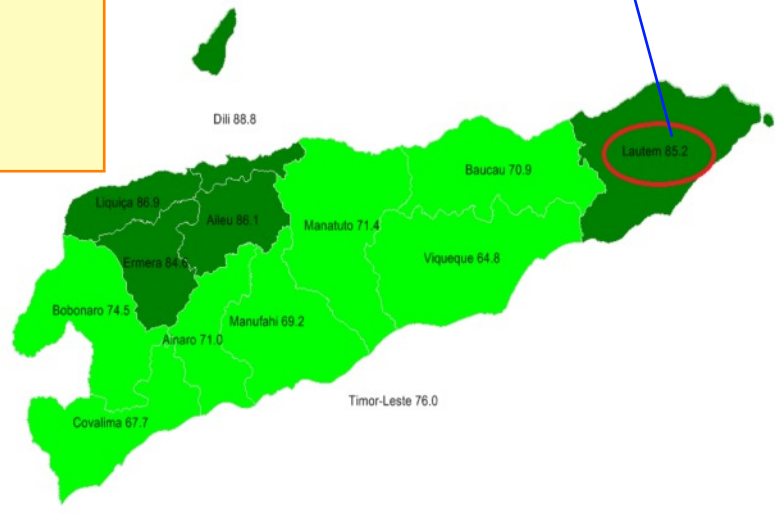 Dili 88.8
Lautem 85.2
Baucau 70.9
Liquiça 86.9
Aileu 86.1
Manatuto 71.4
Viqueque 64.8
Ermera 84.6
Bobonaro 74.5
Manufahi 69.2
Ainaro 71.0
Timor-Leste 76.0
Covalima 67.7